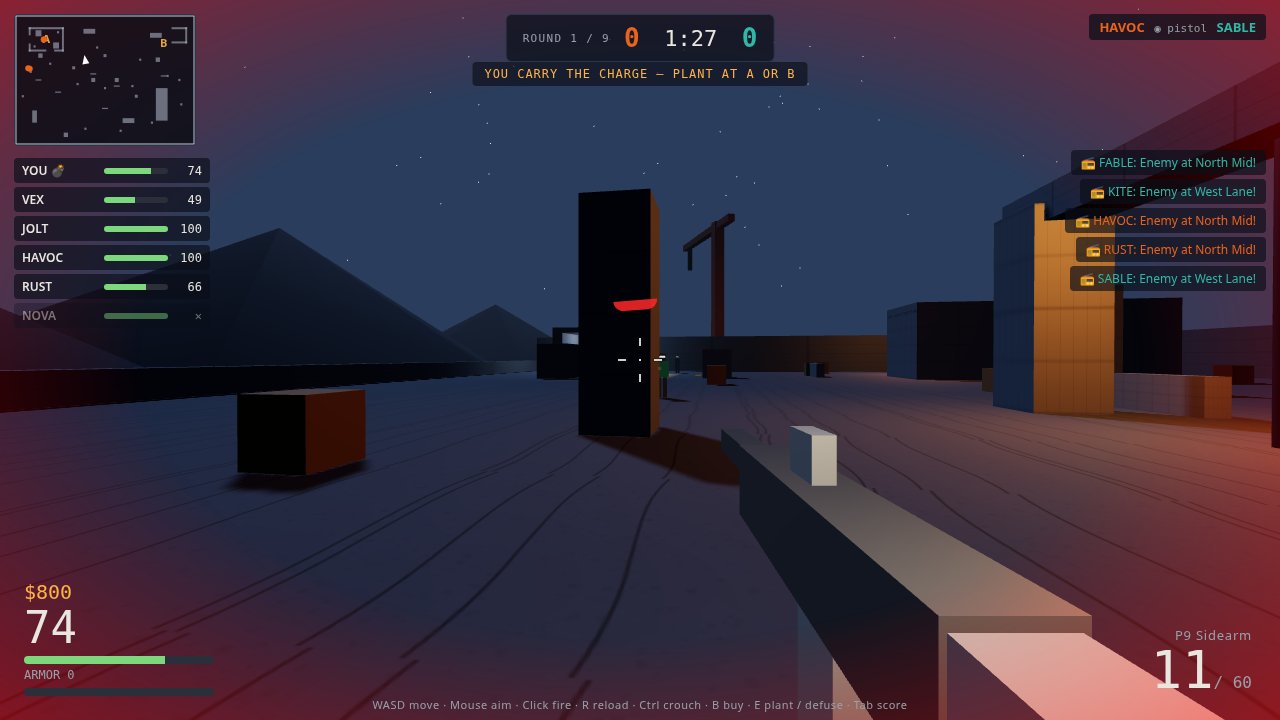 A
B
ROUND 1 / 9 0 1:27 0
YOU CARRY THE CHARGE — PLANT AT A OR B
HAVOC ◉ pistol SABLE
YOU 💣 74
VEX 49
JOLT 100
HAVOC 100
RUST 66
NOVA ×
📻 FABLE: Enemy at North Mid!
📻 KITE: Enemy at West Lane!
📻 HAVOC: Enemy at North Mid!
📻 RUST: Enemy at North Mid!
📻 SABLE: Enemy at West Lane!
$800
74
ARMOR 0
P9 Sidearm
11 / 60
WASD move · Mouse aim · Click fire · R reload · Ctrl crouch · B buy · E plant / defuse · Tab score